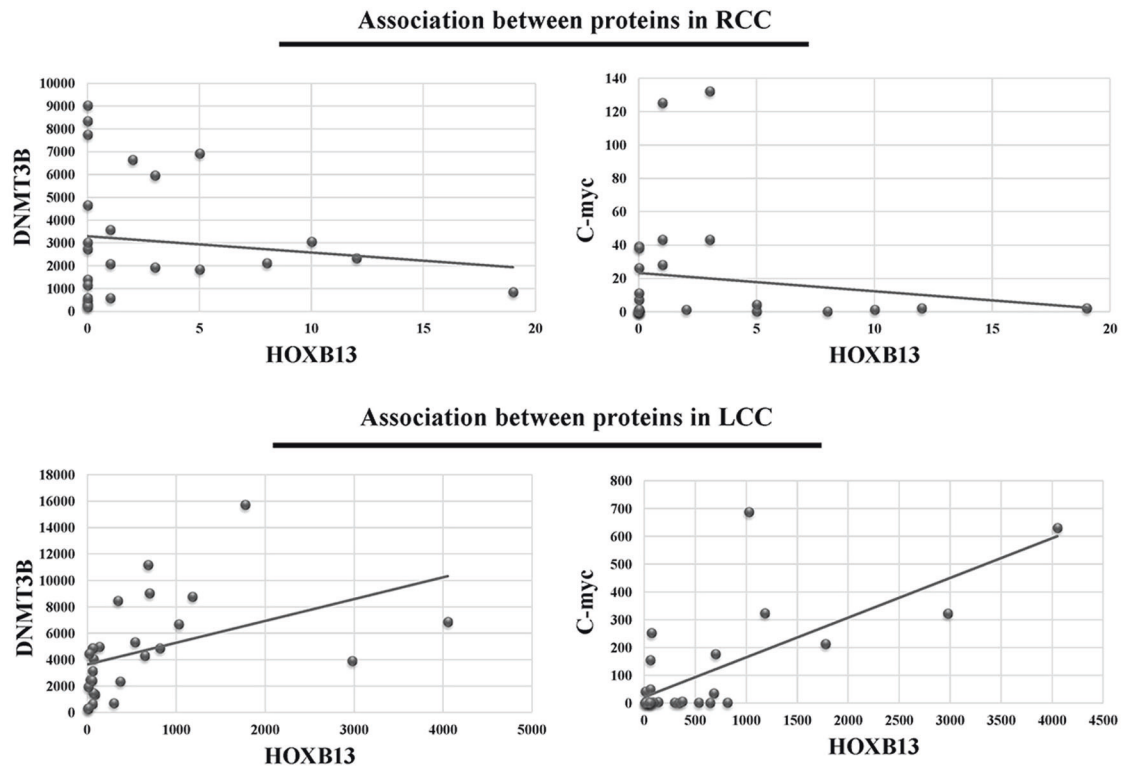 Association between proteins in RCC
DNMT3B
10000
9000
8000
7000
6000
5000
4000
3000
2000
1000
0
0 5 10 15 20
HOXB13
C-myc
140
120
100
80
60
40
20
0
0 5 10 15 20
HOXB13
Association between proteins in LCC
DNMT3B
18000
16000
14000
12000
10000
8000
6000
4000
2000
0
0 1000 2000 3000 4000 5000
HOXB13
C-myc
800
700
600
500
400
300
200
100
0
0 500 1000 1500 2000 2500 3000 3500 4000 4500
HOXB13